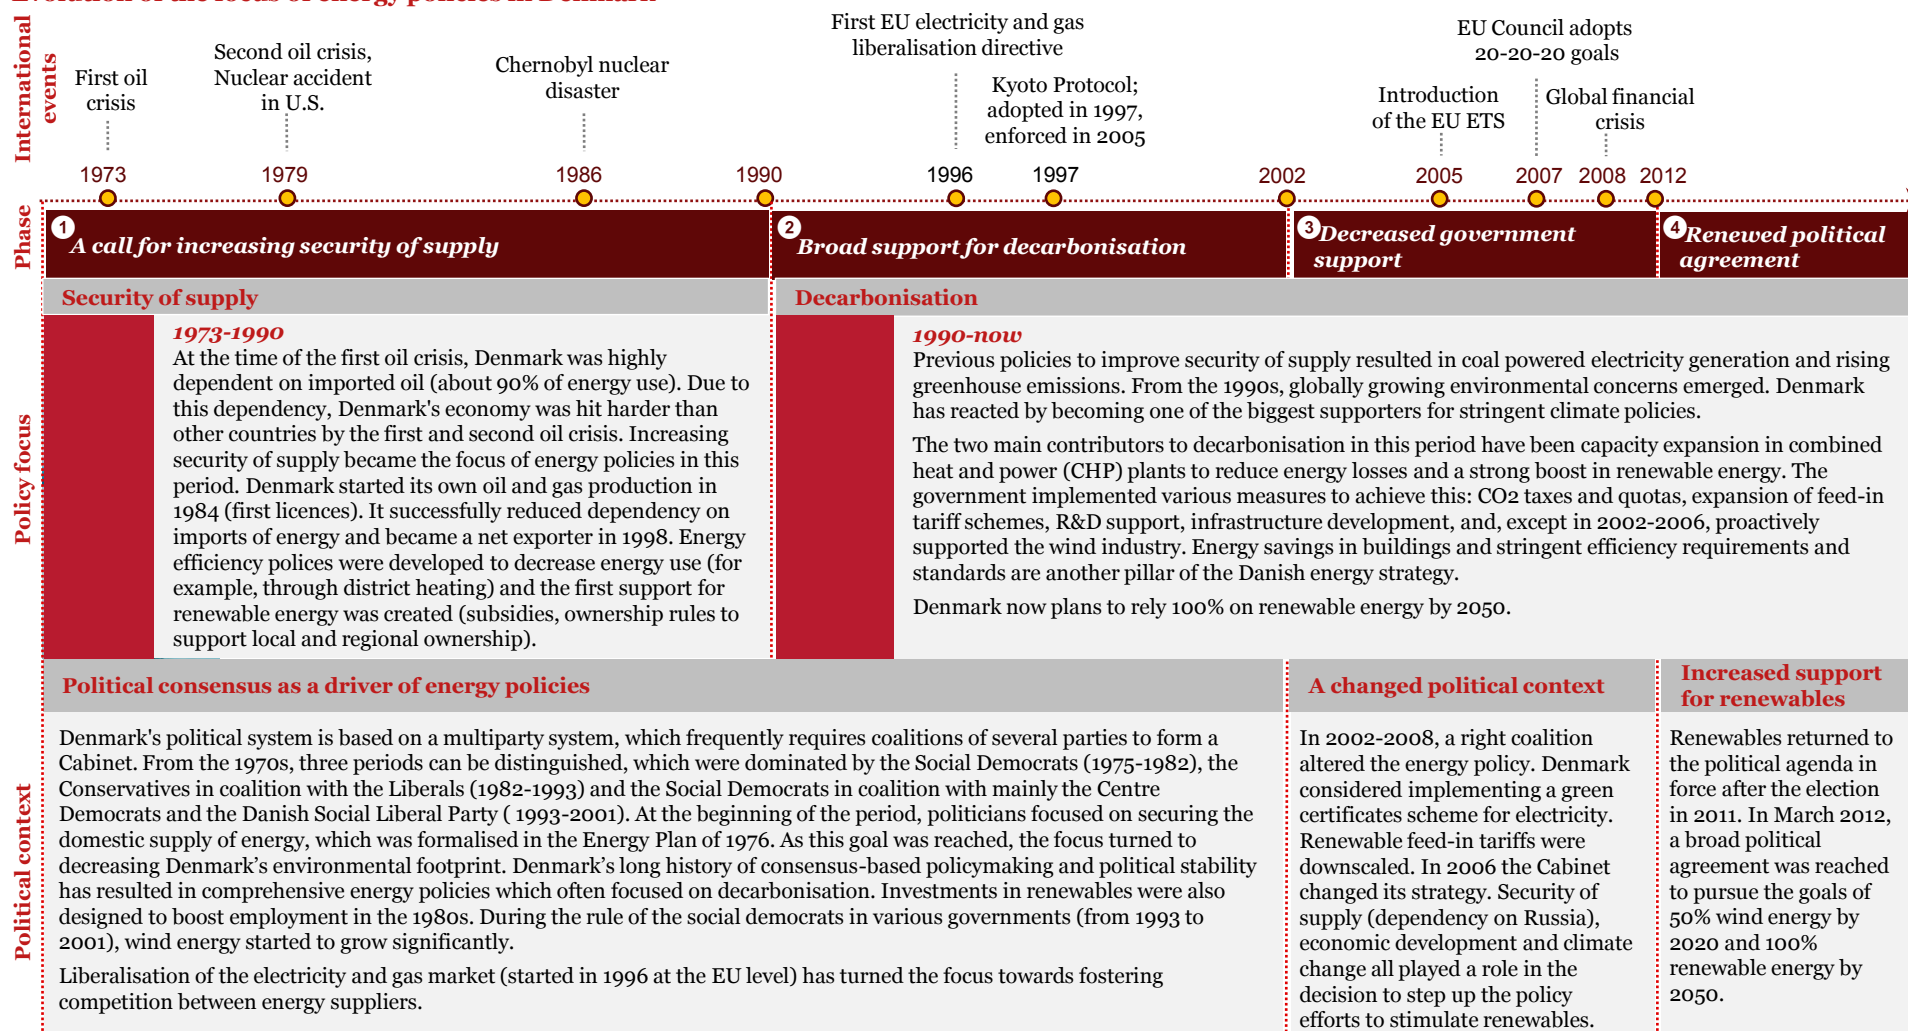 Evolution of the focus of energy policies in Denmark
International
events
First oil
crisis
Second oil crisis,
Nuclear accident
in U.S.
Chernobyl nuclear
disaster
First EU electricity and gas
liberalisation directive
Kyoto Protocol;
adopted in 1997,
enforced in 2005
Introduction
of the EU ETS
EU Council adopts
20-20-20 goals
Global financial
crisis
1973
1979
1986
1990
1996
1997
2002
2005
2007
2008
2012
Phase
1 A call for increasing security of supply
2 Broad support for decarbonisation
3 Decreased government
support
4 Renewed political
agreement
Policy focus
Security of supply
1973-1990
At the time of the first oil crisis, Denmark was highly
dependent on imported oil (about 90% of energy use). Due to
this dependency, Denmark's economy was hit harder than
other countries by the first and second oil crisis. Increasing
security of supply became the focus of energy policies in this
period. Denmark started its own oil and gas production in
1984 (first licences). It successfully reduced dependency on
imports of energy and became a net exporter in 1998. Energy
efficiency polices were developed to decrease energy use (for
example, through district heating) and the first support for
renewable energy was created (subsidies, ownership rules to
support local and regional ownership).
Decarbonisation
1990-now
Previous policies to improve security of supply resulted in coal powered electricity generation and rising
greenhouse emissions. From the 1990s, globally growing environmental concerns emerged. Denmark
has reacted by becoming one of the biggest supporters for stringent climate policies.
The two main contributors to decarbonisation in this period have been capacity expansion in combined
heat and power (CHP) plants to reduce energy losses and a strong boost in renewable energy. The
government implemented various measures to achieve this: CO2 taxes and quotas, expansion of feed-in
tariff schemes, R&D support, infrastructure development, and, except in 2002-2006, proactively
supported the wind industry. Energy savings in buildings and stringent efficiency requirements and
standards are another pillar of the Danish energy strategy.
Denmark now plans to rely 100% on renewable energy by 2050.
Political context
Political consensus as a driver of energy policies
Denmark's political system is based on a multiparty system, which frequently requires coalitions of several parties to form a
Cabinet. From the 1970s, three periods can be distinguished, which were dominated by the Social Democrats (1975-1982), the
Conservatives in coalition with the Liberals (1982-1993) and the Social Democrats in coalition with mainly the Centre
Democrats and the Danish Social Liberal Party ( 1993-2001). At the beginning of the period, politicians focused on securing the
domestic supply of energy, which was formalised in the Energy Plan of 1976. As this goal was reached, the focus turned to
decreasing Denmark’s environmental footprint. Denmark’s long history of consensus-based policymaking and political stability
has resulted in comprehensive energy policies which often focused on decarbonisation. Investments in renewables were also
designed to boost employment in the 1980s. During the rule of the social democrats in various governments (from 1993 to
2001), wind energy started to grow significantly.
Liberalisation of the electricity and gas market (started in 1996 at the EU level) has turned the focus towards fostering
competition between energy suppliers.
A changed political context
In 2002-2008, a right coalition
altered the energy policy. Denmark
considered implementing a green
certificates scheme for electricity.
Renewable feed-in tariffs were
downscaled. In 2006 the Cabinet
changed its strategy. Security of
supply (dependency on Russia),
economic development and climate
change all played a role in the
decision to step up the policy
efforts to stimulate renewables.
Increased support
for renewables
Renewables returned to
the political agenda in
force after the election
in 2011. In March 2012,
a broad political
agreement was reached
to pursue the goals of
50% wind energy by
2020 and 100%
renewable energy by
2050.